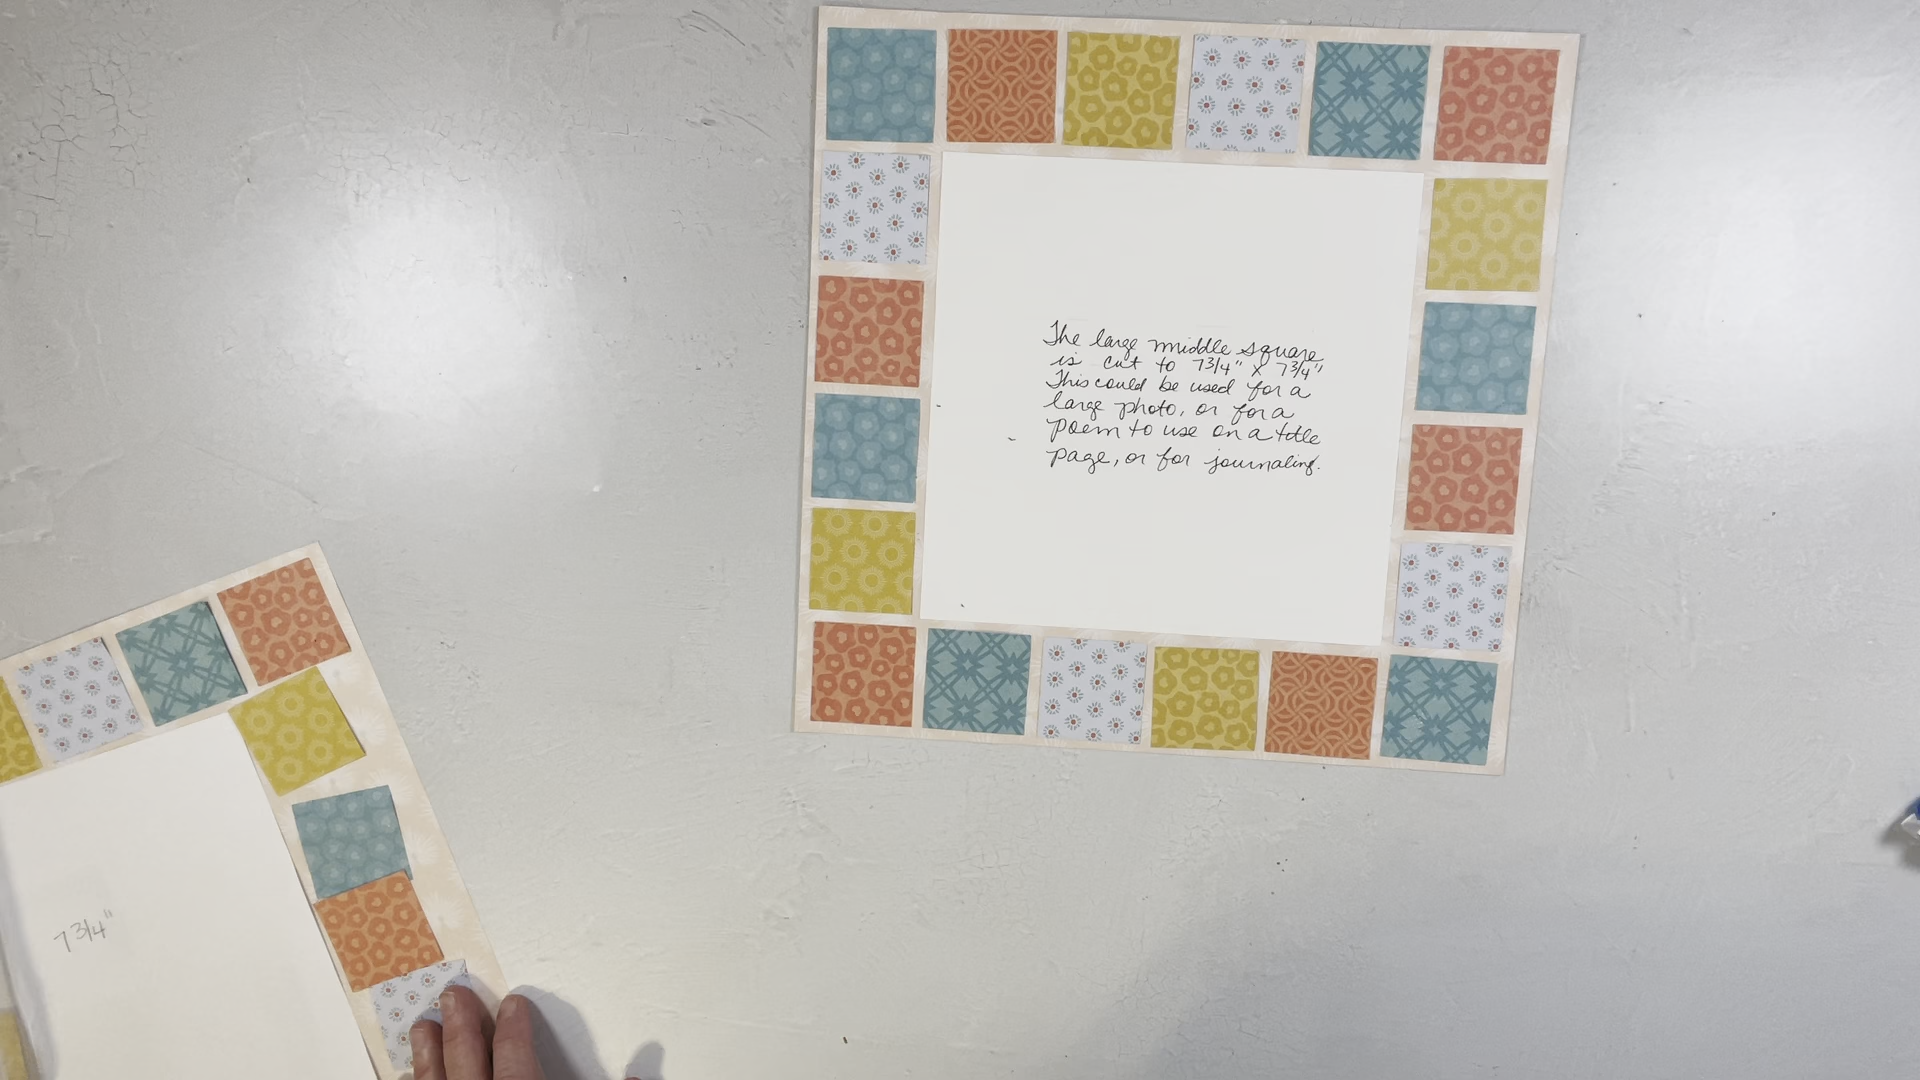 The large middle square
is cut to 7 3/4" x 7 3/4"
This could be used for a
large photo, or for a
poem to use on a title
page, or for journaling.
7 3/4"